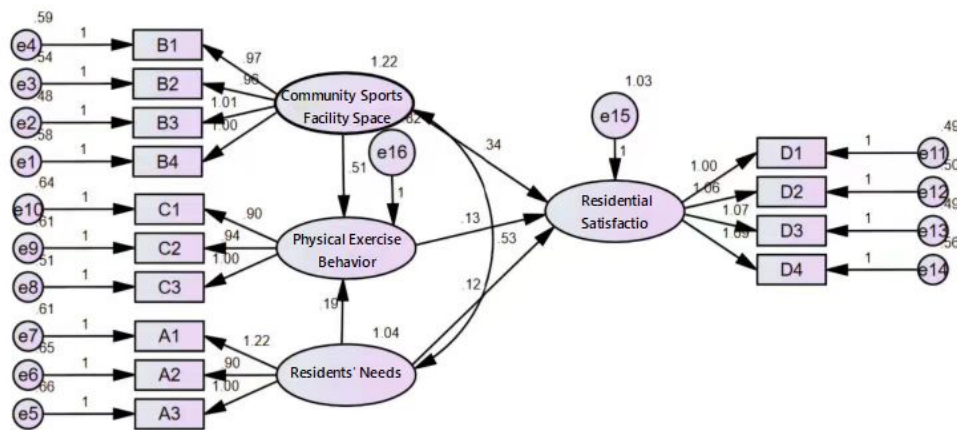 .59
e4 1 B1
.54
e3 1 B2
.48
e2 1 B3
.58
e1 1 B4
.97
.96
1.01
1.00
1.22
Community Sports
Facility Space
.62
e16
1
.51
.34
1.03
e15
1
.64
e10 1 C1
.61
e9 1 C2
.51
e8 1 C3
.90
.94
1.00
Physical Exercise
Behavior
.13
.53
.12
.19
Residential
Satisfactio
1.00
1.06
1.07
1.09
.49
D1 1 e11
.50
D2 1 e12
.49
D3 1 e13
.56
D4 1 e14
.61
e7 1 A1
.65
e6 1 A2
.66
e5 1 A3
1.22
.90
1.00
1.04
Residents' Needs